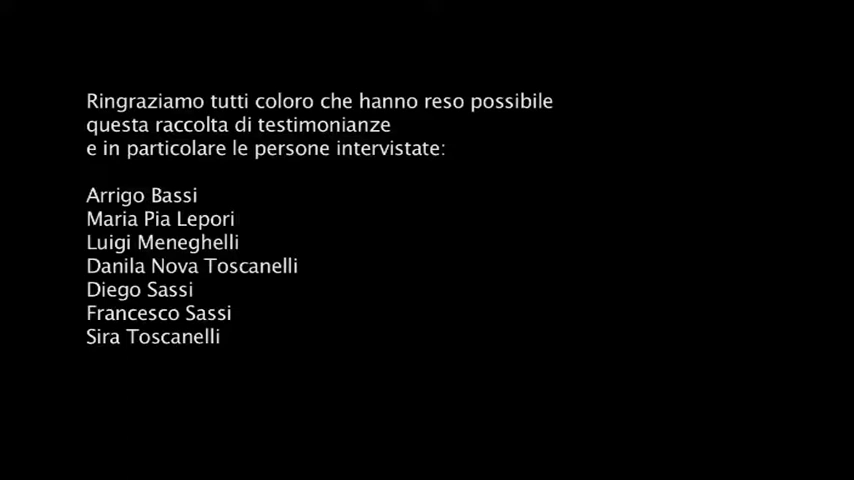 Ringraziamo tutti coloro che hanno reso possibile
questa raccolta di testimonianze
e in particolare le persone intervistate:
Arrigo Bassi
Maria Pia Lepori
Luigi Meneghelli
Danila Nova Toscanelli
Diego Sassi
Francesco Sassi
Sira Toscanelli